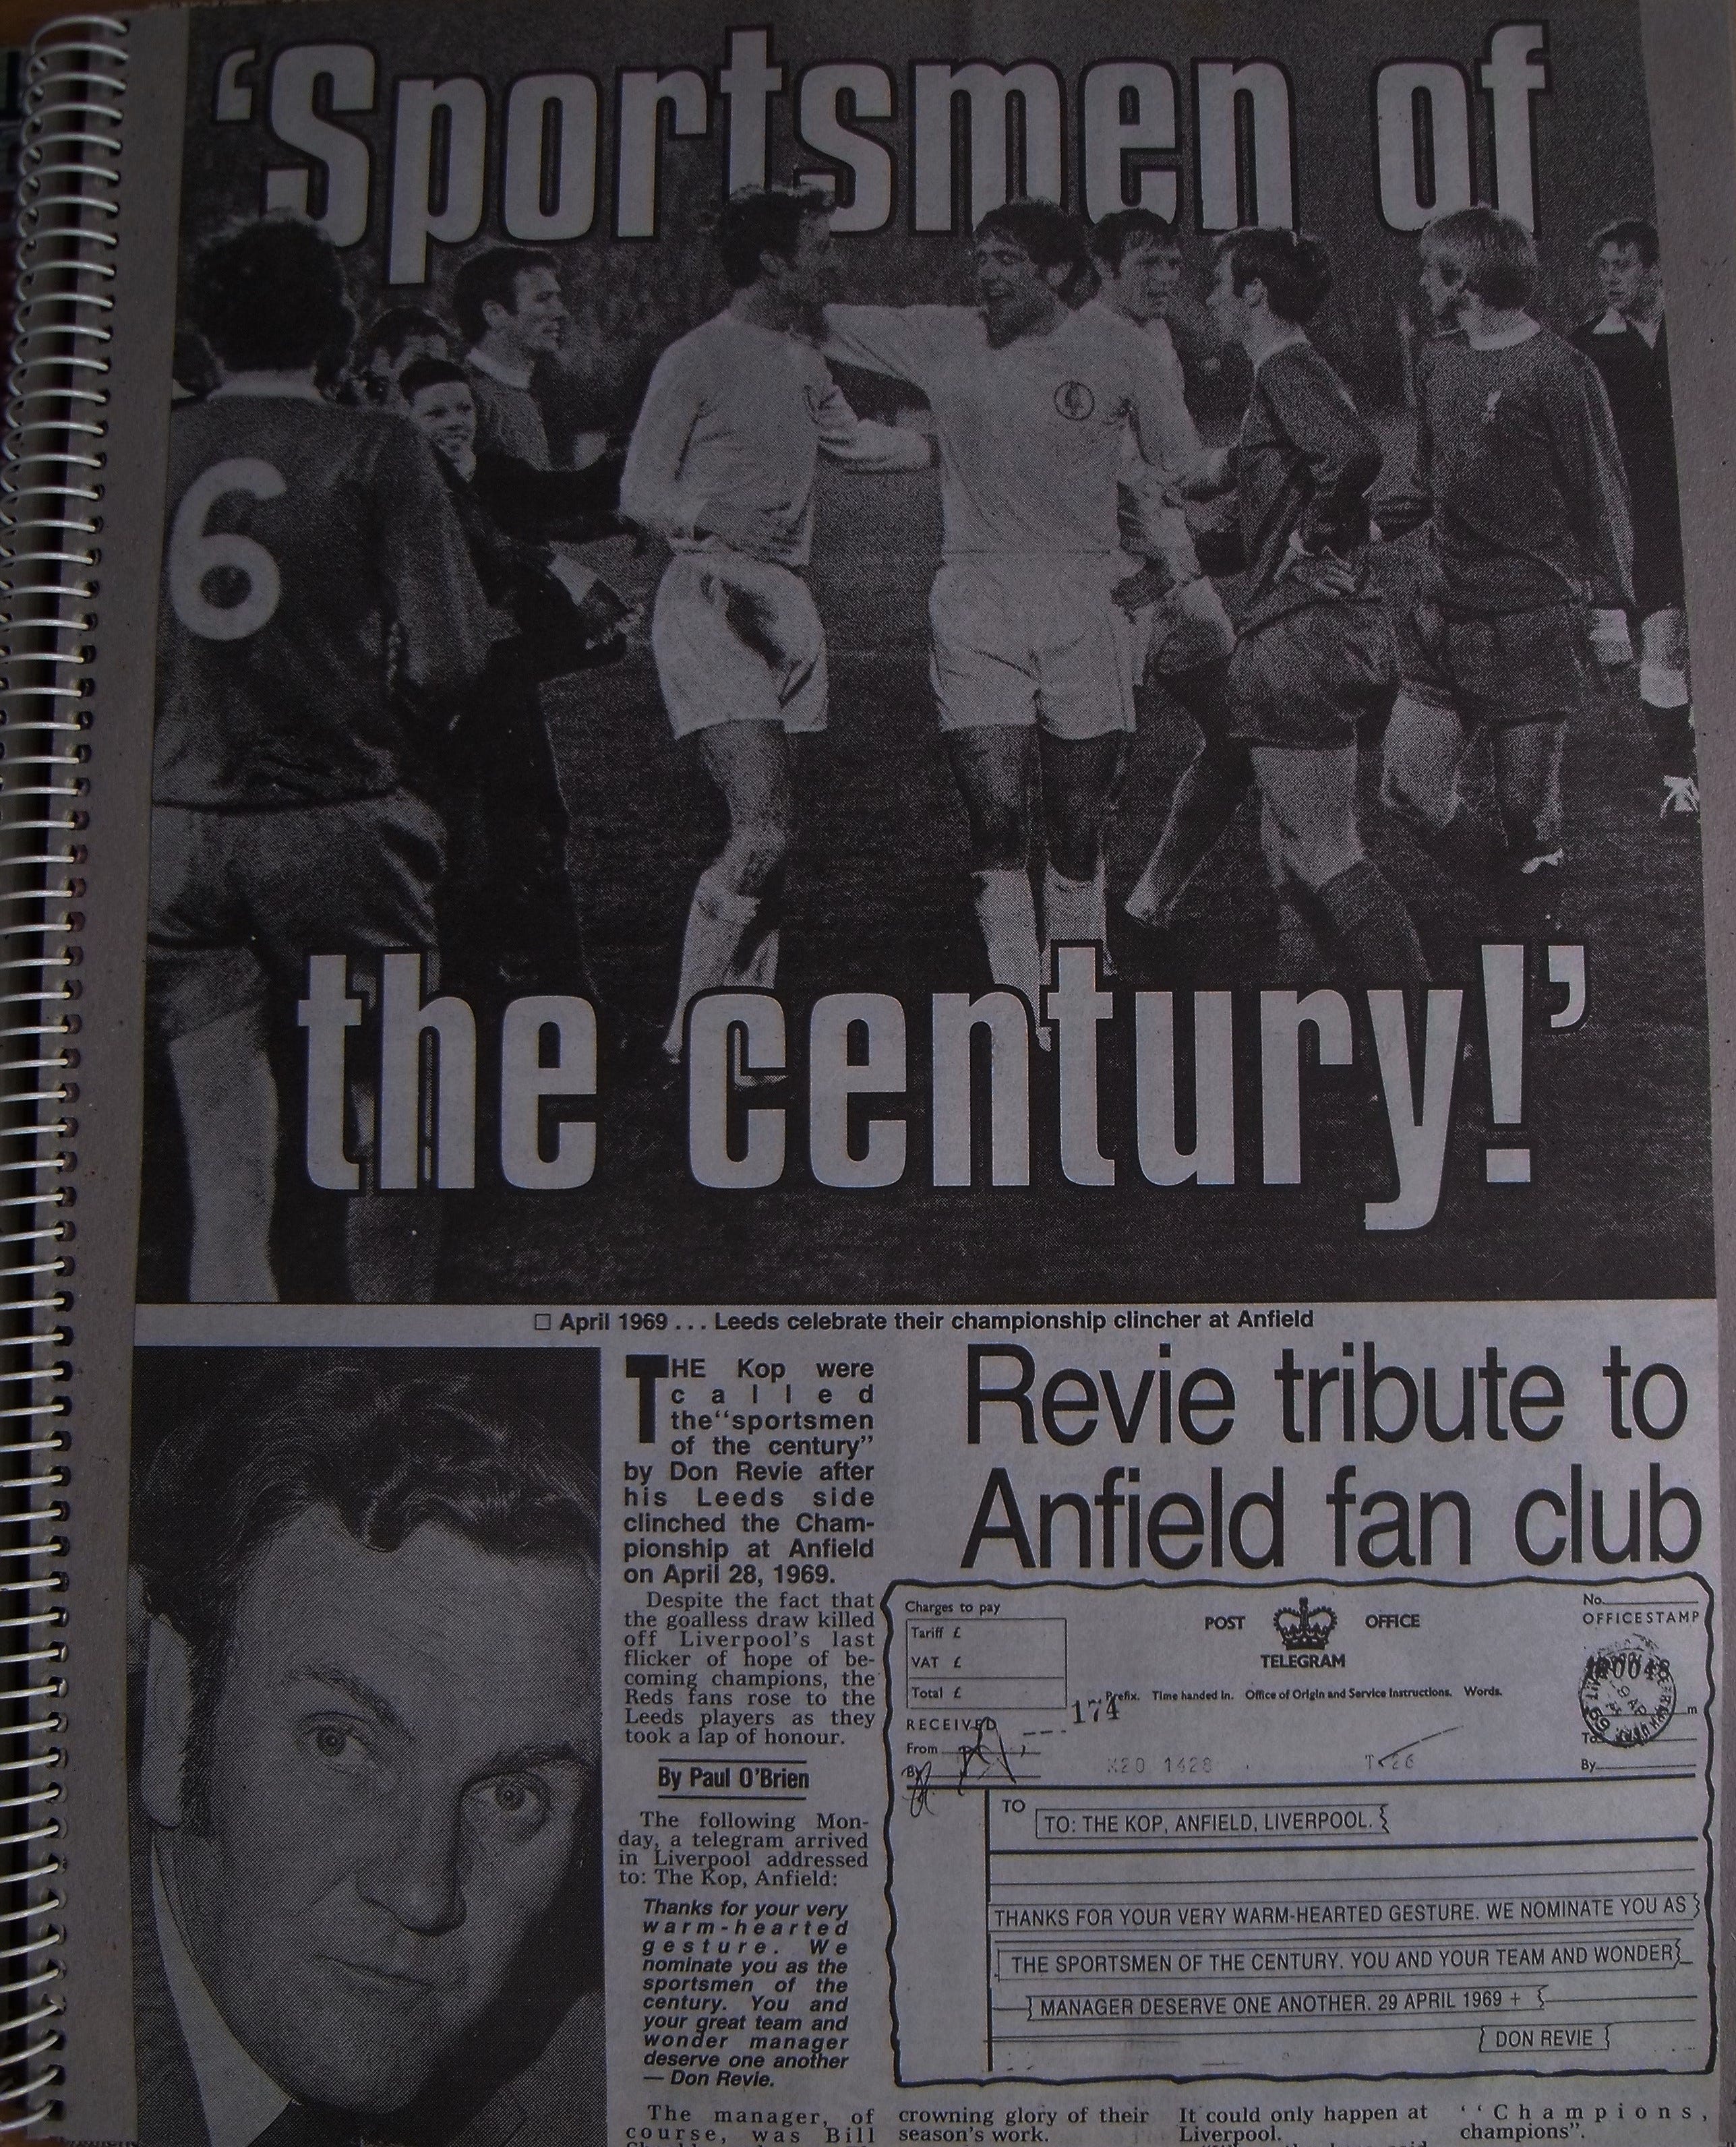 'Sportsmen of
6
the century!'
□ April 1969 . . . Leeds celebrate their championship clincher at Anfield
Revie tribute to
Anfield fan club
THE Kop were
called
the "sportsmen
of the century"
by Don Revie after
his Leeds side
clinched the Cham-
pionship at Anfield
on April 28, 1969.
Despite the fact that
the goalless draw killed
off Liverpool's last
flicker of hope of be-
coming champions, the
Reds fans rose to the
Leeds players as they
took a lap of honour.
By Paul O'Brien
The following Mon-
day, a telegram arrived
in Liverpool addressed
to: The Kop, Anfield:
Thanks for your very
warm-hearted
gesture. We
nominate you as the
sportsmen of the
century. You and
your great team and
wonder manager
deserve one another
— Don Revie.
The manager, of
course, was Bill
crowning glory of their
season's work.
It could only happen at
Liverpool.
''Champions,
champions''.
Charges to pay
Tariff £
VAT £
Total £
RECEIVED
From
By
POST OFFICE
TELEGRAM
Prefix. Time handed in. Office of Origin and Service Instructions. Words.
174
No.
OFFICE STAMP
m
To
By
1428
26
TO
TO: THE KOP, ANFIELD, LIVERPOOL.
THANKS FOR YOUR VERY WARM-HEARTED GESTURE. WE NOMINATE YOU AS
THE SPORTSMEN OF THE CENTURY. YOU AND YOUR TEAM AND WONDER
MANAGER DESERVE ONE ANOTHER. 29 APRIL 1969 +
DON REVIE